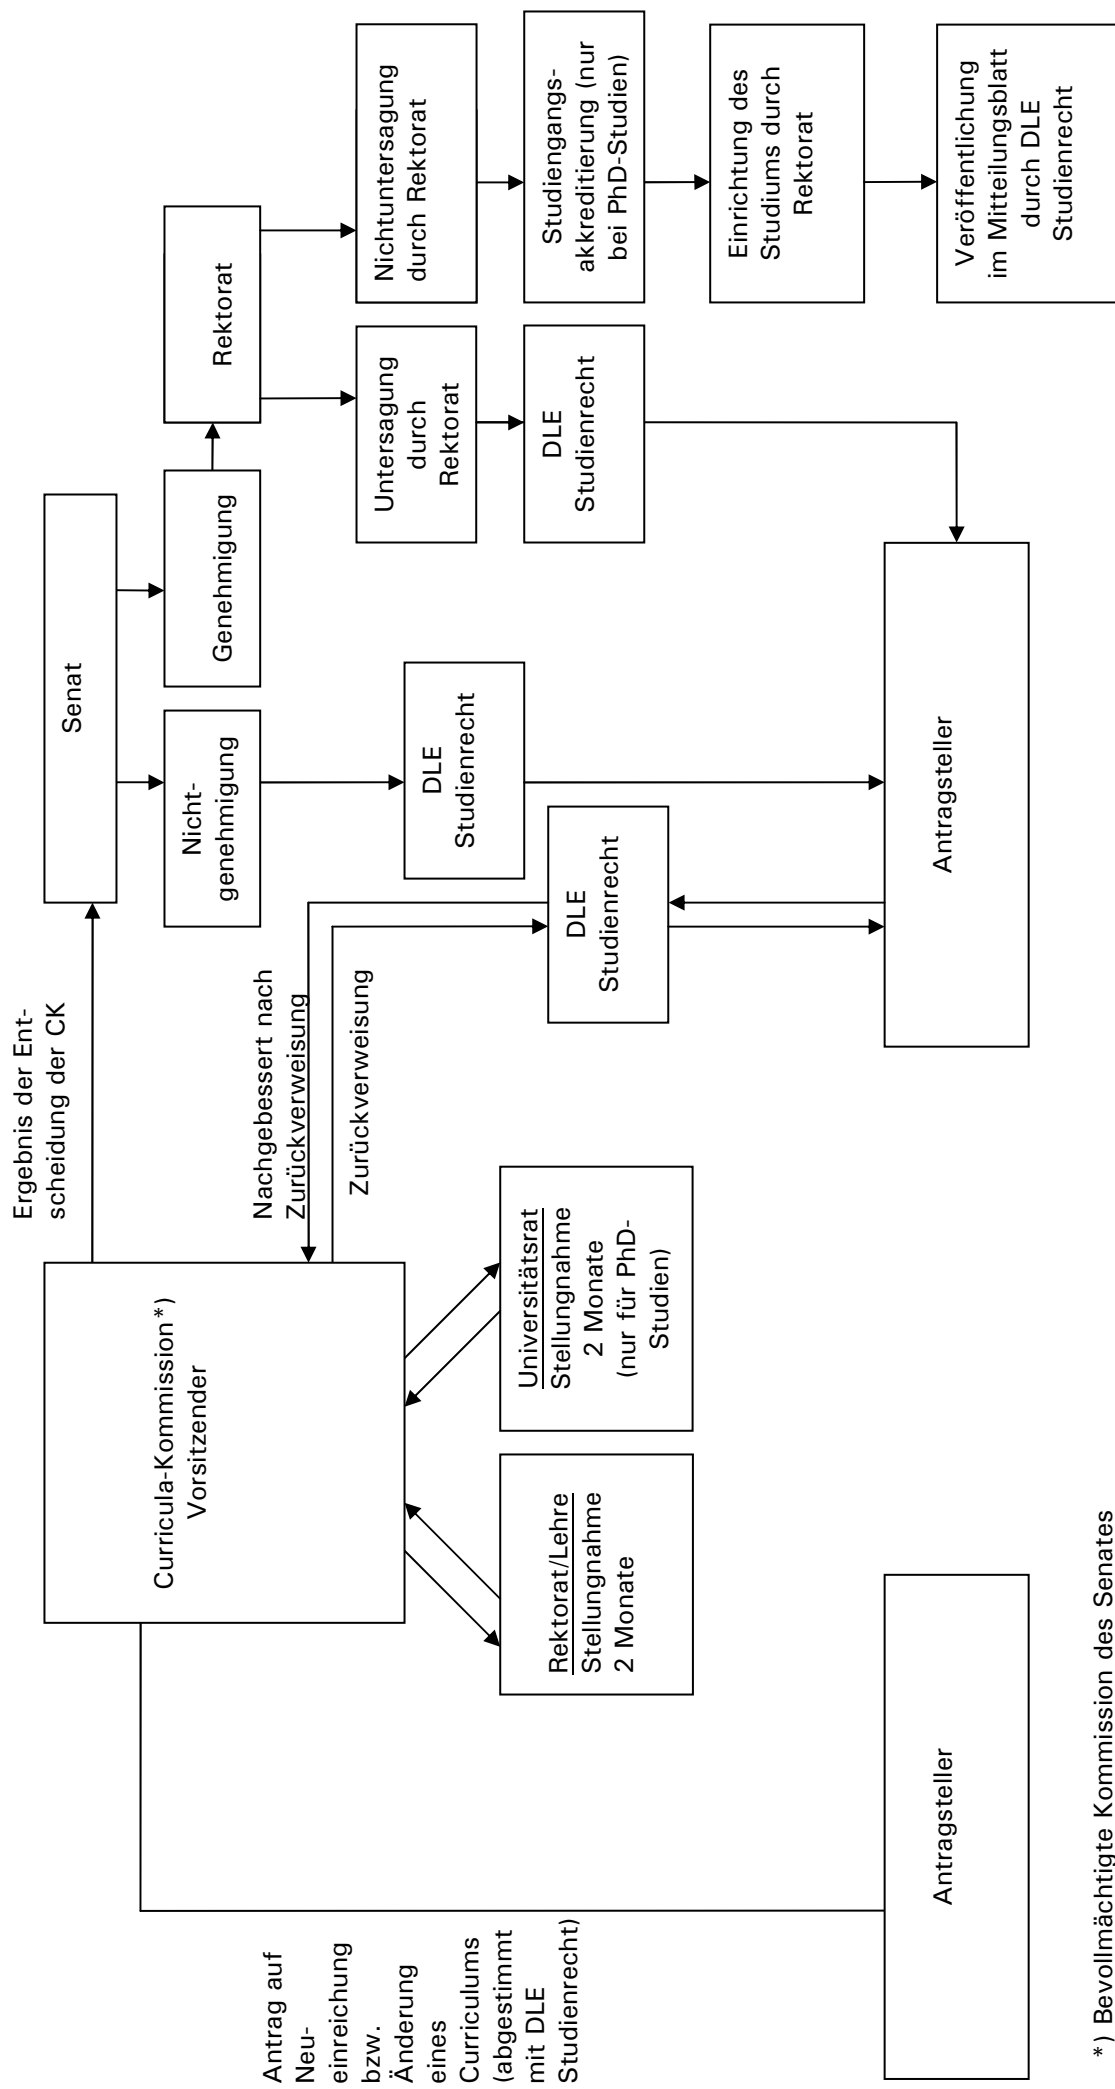 Antrag auf
Neu-
einreichung
bzw.
Änderung
eines
Curriculums
(abgestimmt
mit DLE
Studienrecht)
Antragsteller
Curricula-Kommission*)
Vorsitzender
Rektorat/Lehre
Stellungnahme
2 Monate
Universitätsrat
Stellungnahme
2 Monate
(nur für PhD-
Studien)
Ergebnis der Ent-
scheidung der CK
Nachgebessert nach
Zurückverweisung
Zurückverweisung
Senat
Nicht-
genehmigung
Genehmigung
DLE
Studienrecht
DLE
Studienrecht
Antragsteller
Rektorat
Untersagung
durch
Rektorat
DLE
Studienrecht
Nichtuntersagung
durch Rektorat
Studiengangs-
akkreditierung (nur
bei PhD-Studien)
Einrichtung des
Studiums durch
Rektorat
Veröffentlichung
im Mitteilungsblatt
durch DLE
Studienrecht
*) Bevollmächtigte Kommission des Senates